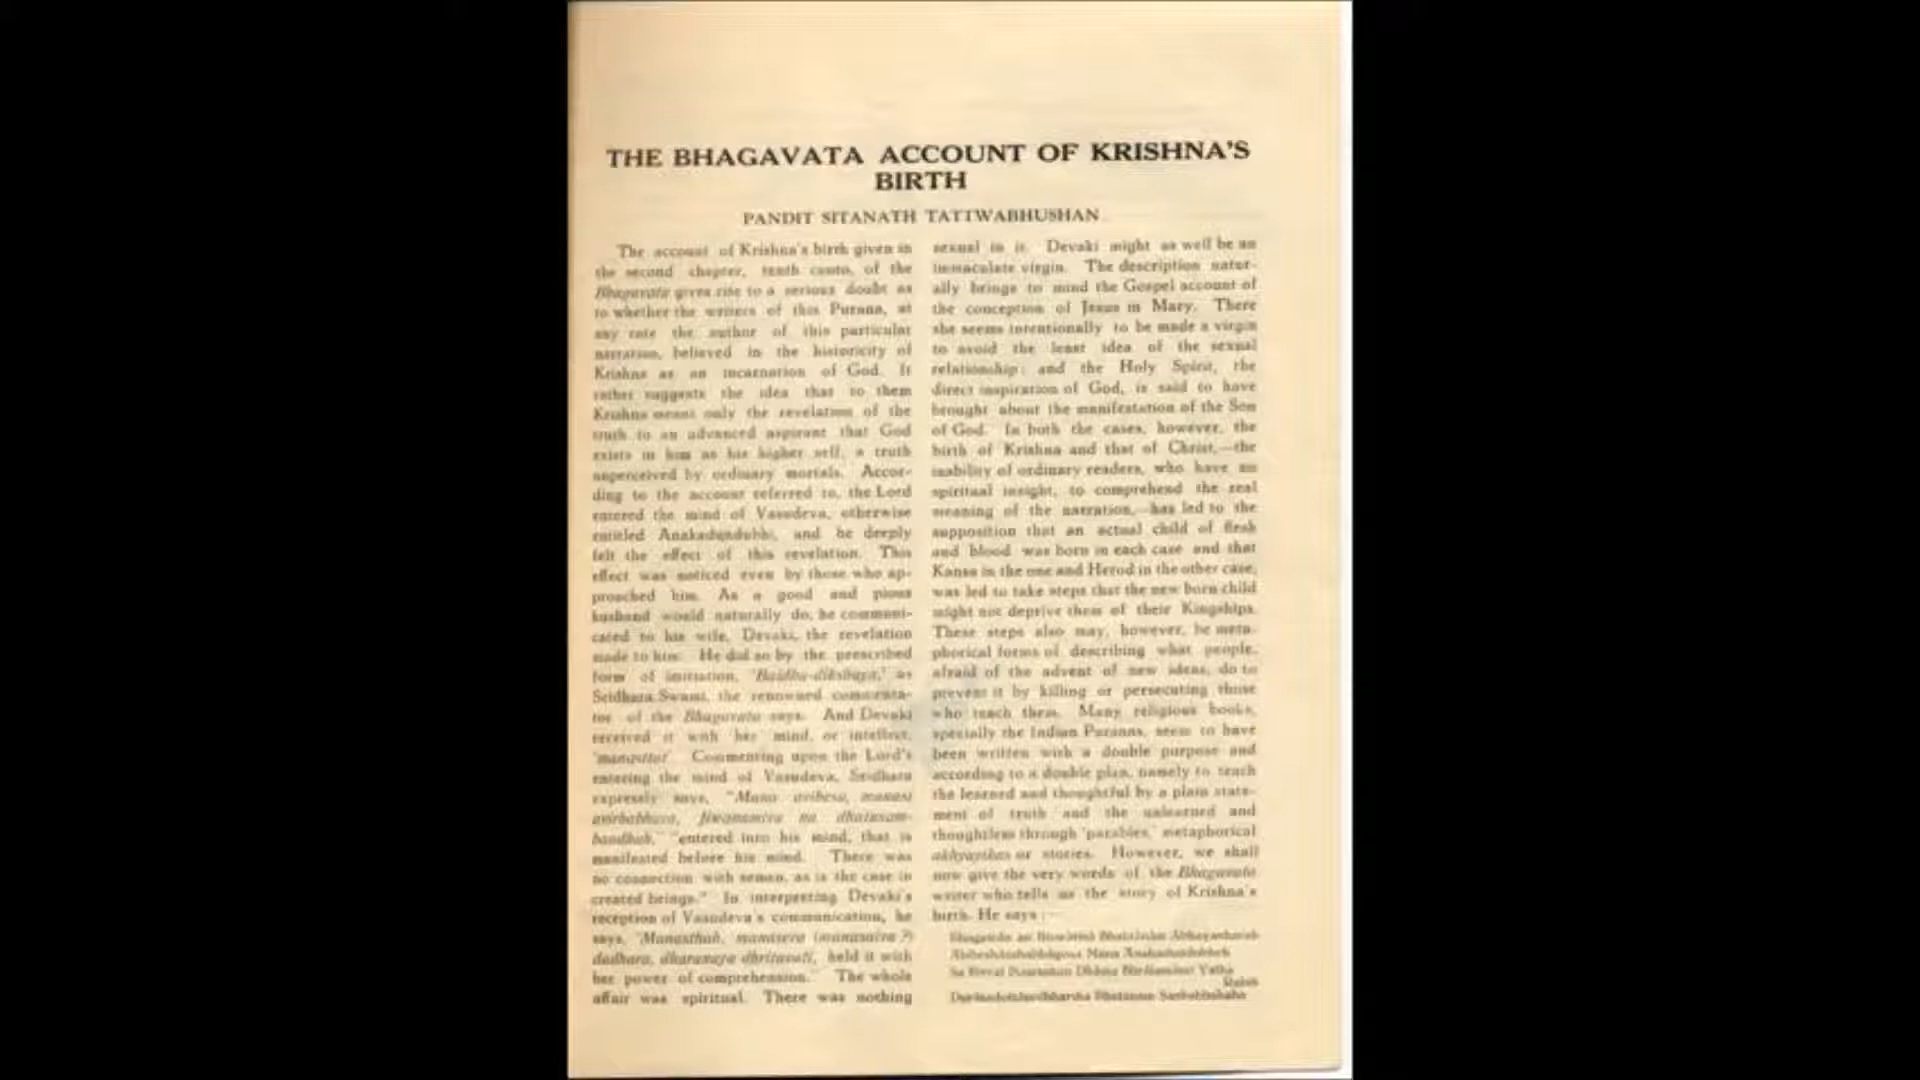 THE BHAGAVATA ACCOUNT OF KRISHNA'S
BIRTH
PANDIT SITANATH TATTWABHUSHAN
The account of Krishna's birth given in
the second chapter, tenth canto, of the
Bhagavata gives rise to a serious doubt as
to whether the writers of this Purana, at
any rate the author of this particular
narration, believed in the historicity of
Krishna as an incarnation of God. It
rather suggests the idea that to them
Krishna meant only the revelation of the
truth to an advanced aspirant that God
exists in him as his higher self, a truth
unperceived by ordinary mortals. Accor-
ding to the account referred to, the Lord
entered the mind of Vasudeva, otherwise
entitled Anakadundubhi, and he deeply
felt the effect of this revelation. This
effect was noticed even by those who ap-
proached him. As a good and pious
husband would naturally do, he communi-
cated to his wife, Devaki, the revelation
made to him. He did so by the prescribed
form of initiation, 'Baidha-dikshaya,' as
Sridhara Swami, the renowned commenta-
tor of the Bhagavata says. And Devaki
received it with her mind, or intellect,
'manastat'. Commenting upon the Lord's
entering the mind of Vasudeva, Sridhara
expressly says, "Mana avibesa, manasi
avirbabhuva, Jivanamiva na dhatusam-
bandhah," "entered into his mind, that is
manifested before his mind. There was
no connection with semen, as is the case in
created beings." In interpreting Devaki's
reception of Vasudeva's communication, he
says, "Manasthah, manasera (manasaiva ?)
dadhara, dharanaya dhritavati, held it with
her power of comprehension." The whole
affair was spiritual. There was nothing
sexual in it. Devaki might as well be an
immaculate virgin. The description natur-
ally brings to mind the Gospel account of
the conception of Jesus in Mary. There
she seems intentionally to be made a virgin
to avoid the least idea of the sexual
relationship; and the Holy Spirit, the
direct inspiration of God, is said to have
brought about the manifestation of the Son
of God. In both the cases, however, the
birth of Krishna and that of Christ,—the
inability of ordinary readers, who have no
spiritual insight, to comprehend the real
meaning of the narration,—has led to the
supposition that an actual child of flesh
and blood was born in each case and that
Kansa in the one and Herod in the other case,
was led to take steps that the new born child
might not deprive them of their Kingships.
These steps also may, however, be meta-
phorical forms of describing what people,
afraid of the advent of new ideas, do to
prevent it by killing or persecuting those
who teach them. Many religious books,
specially the Indian Puranas, seem to have
been written with a double purpose and
according to a double plan, namely to teach
the learned and thoughtful by a plain state-
ment of truth and the unlearned and
thoughtless through 'parables,' metaphorical
akhyayikas or stories. However, we shall
now give the very words of the Bhagavata
writer who tells us the story of Krishna's
birth. He says :—